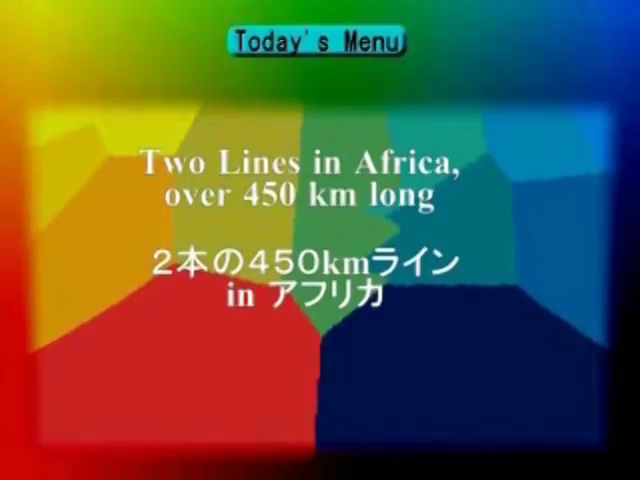 Today's Menu
Two Lines in Africa,
over 450 km long
２本の４５０kmライン
in アフリカ